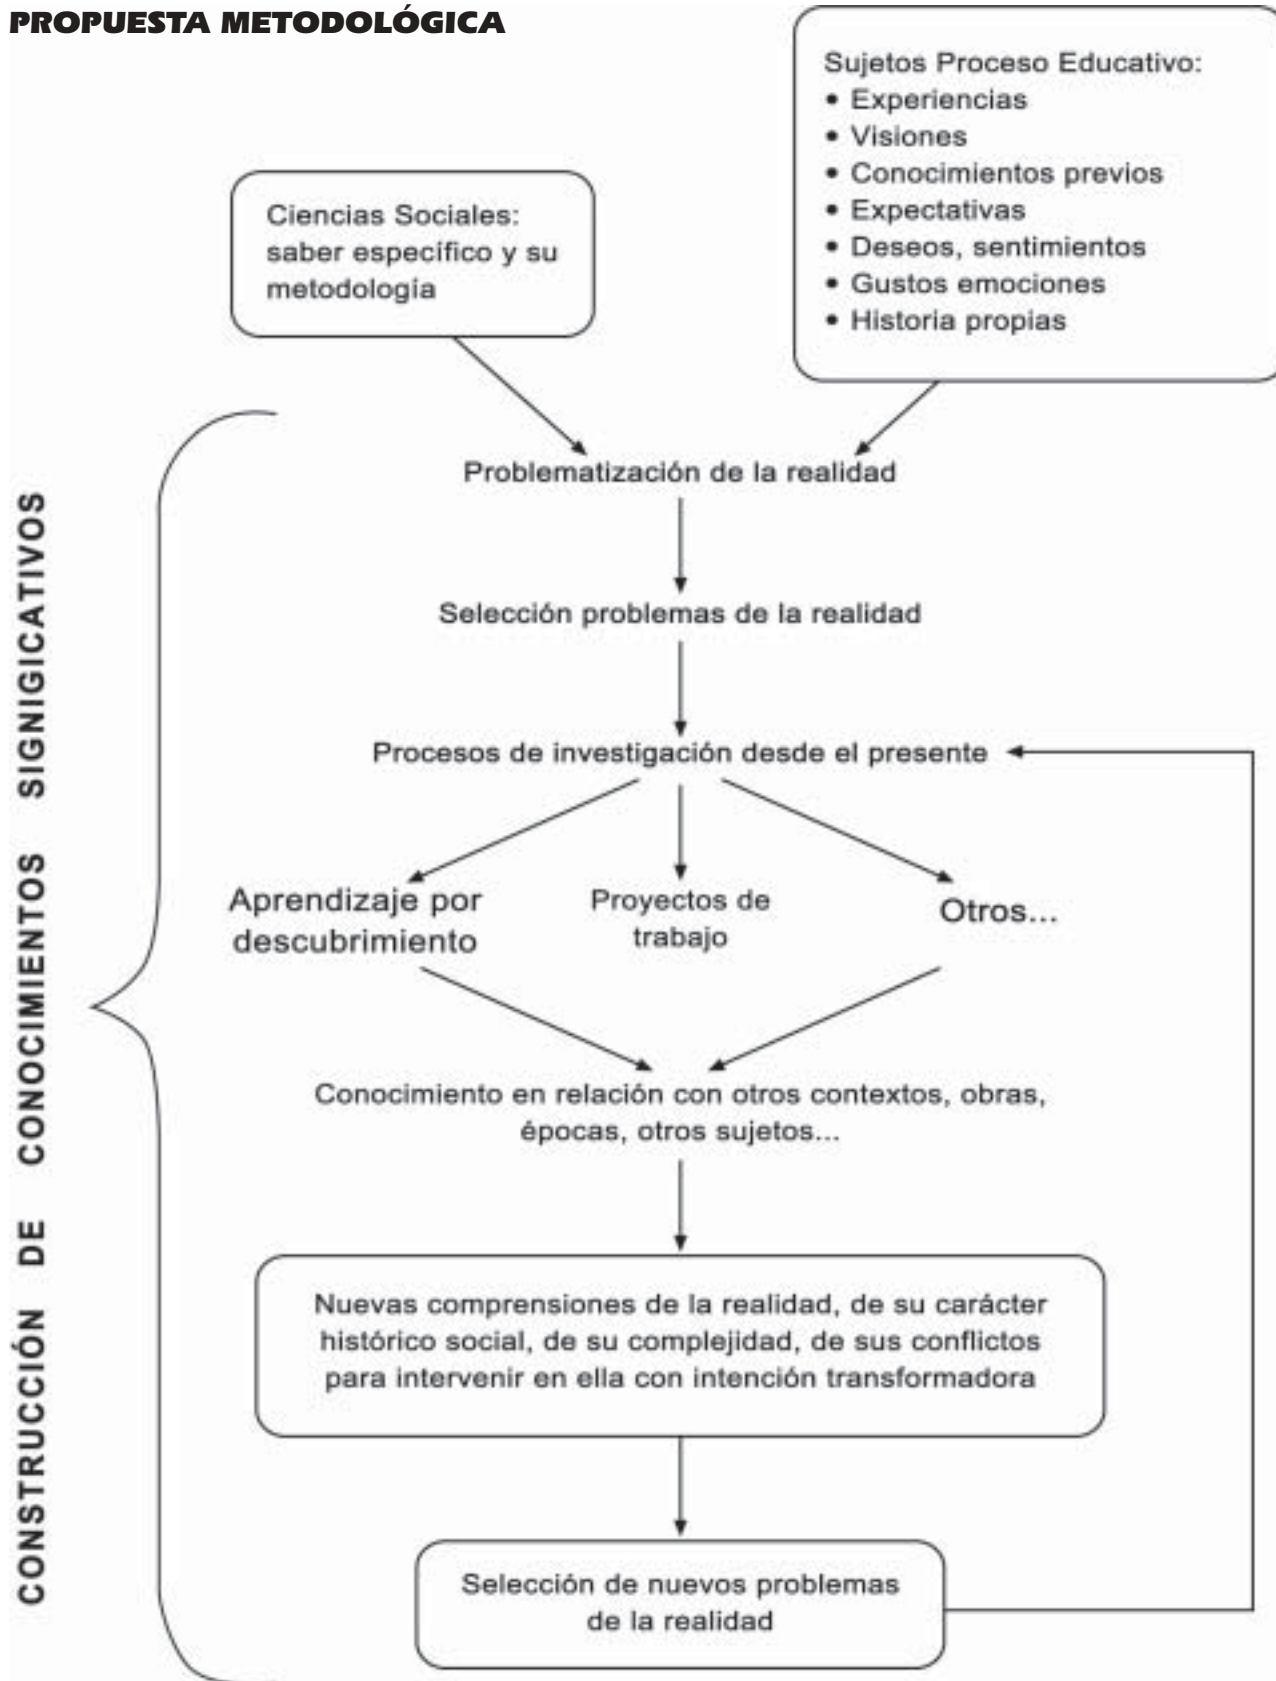 PROPUESTA METODOLÓGICA
Sujetos Proceso Educativo:
• Experiencias
• Visiones
• Conocimientos previos
• Expectativas
• Deseos, sentimientos
• Gustos emociones
• Historia propias
Ciencias Sociales:
saber específico y su
metodología
Problematización de la realidad
Selección problemas de la realidad
Procesos de investigación desde el presente
Aprendizaje por
descubrimiento
Proyectos de
trabajo
Otros...
Conocimiento en relación con otros contextos, obras,
épocas, otros sujetos...
Nuevas comprensiones de la realidad, de su carácter
histórico social, de su complejidad, de sus conflictos
para intervenir en ella con intención transformadora
Selección de nuevos problemas
de la realidad
CONSTRUCCIÓN DE CONOCIMIENTOS SIGNIGICATIVOS